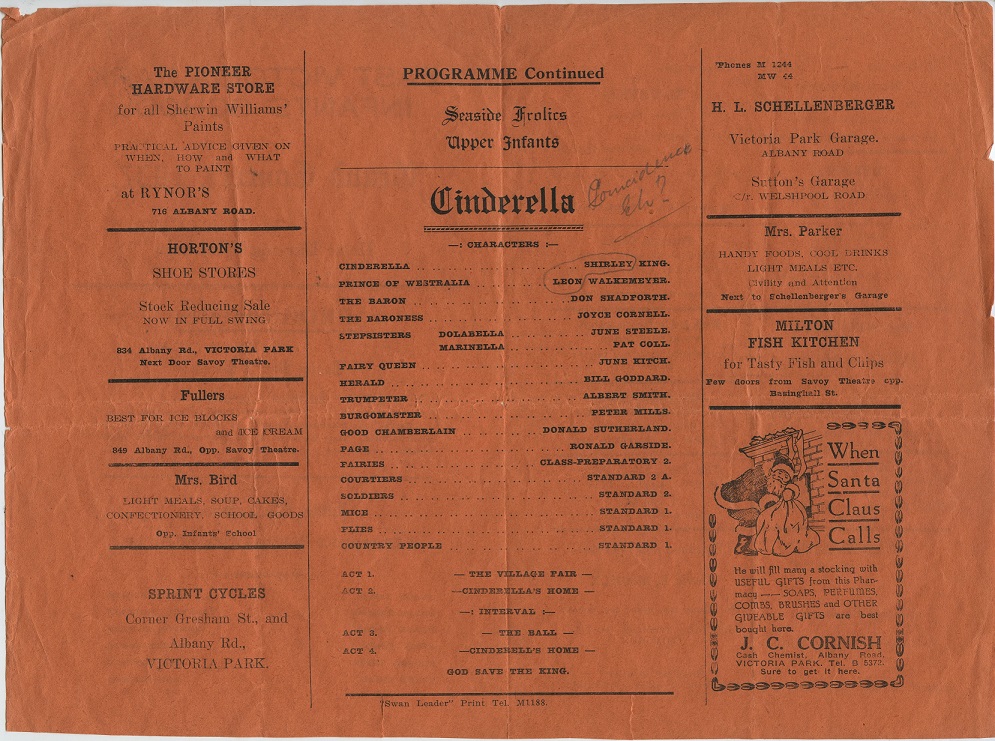 The PIONEER
HARDWARE STORE
for all Sherwin Williams'
Paints
PRACTICAL ADVICE GIVEN ON
WHEN, HOW and WHAT
TO PAINT
at RYNOR'S
716 ALBANY ROAD.
HORTON'S
SHOE STORES
Stock Reducing Sale
NOW IN FULL SWING
834 Albany Rd., VICTORIA PARK
Next Door Savoy Theatre.
Fullers
BEST FOR ICE BLOCKS
and ICE CREAM
849 Albany Rd., Opp. Savoy Theatre.
Mrs. Bird
LIGHT MEALS, SOUP, CAKES,
CONFECTIONERY, SCHOOL GOODS
Opp. Infants' School
SPRINT CYCLES
Corner Gresham St., and
Albany Rd.,
VICTORIA PARK.
PROGRAMME Continued
Seaside Frolics
Upper Infants
Cinderella
Coincidence
Eh?
—: CHARACTERS :—
CINDERELLA .. .. .. .. .. .. .. .. .. SHIRLEY KING.
PRINCE OF WESTRALIA .. .. .. .. .. LEON WALKEMEYER.
THE BARON .. .. .. .. .. .. .. .. .. DON SHADFORTH.
THE BARONESS .. .. .. .. .. .. .. .. JOYCE CORNELL.
STEPSISTERS DOLABELLA .. .. .. .. .. JUNE STEELE.
MARINELLA .. .. .. .. .. .. PAT COLL.
FAIRY QUEEN .. .. .. .. .. .. .. .. .. JUNE KITCH.
HERALD .. .. .. .. .. .. .. .. .. .. BILL GODDARD.
TRUMPETER .. .. .. .. .. .. .. .. .. ALBERT SMITH.
BURGOMASTER .. .. .. .. .. .. .. .. PETER MILLS.
GOOD CHAMBERLAIN .. .. .. .. DONALD SUTHERLAND.
PAGE .. .. .. .. .. .. .. .. .. .. RONALD GARSIDE.
FAIRIES .. .. .. .. .. .. .. .. CLASS-PREPARATORY 2.
COURTIERS .. .. .. .. .. .. .. .. .. STANDARD 2 A.
SOLDIERS .. .. .. .. .. .. .. .. .. .. STANDARD 2.
MICE .. .. .. .. .. .. .. .. .. .. .. STANDARD 1.
FLIES .. .. .. .. .. .. .. .. .. .. .. STANDARD 1.
COUNTRY PEOPLE .. .. .. .. .. .. .. STANDARD 1.
ACT 1. — THE VILLAGE FAIR —
ACT 2. —CINDERELLA'S HOME —
—: INTERVAL :—
ACT 3. — THE BALL —
ACT 4. —CINDERELL'S HOME —
GOD SAVE THE KING.
"Swan Leader" Print Tel. M1188.
'Phones M 1244
MW 44
H. L. SCHELLENBERGER
Victoria Park Garage.
ALBANY ROAD
Sutton's Garage
c/r. WELSHPOOL ROAD
Mrs. Parker
HANDY FOODS, COOL DRINKS
LIGHT MEALS ETC.
Civility and Attention
Next to Schellenberger's Garage
MILTON
FISH KITCHEN
for Tasty Fish and Chips
Few doors from Savoy Theatre opp.
Basinghall St.
When
Santa
Claus
Calls
He will fill many a stocking with
USEFUL GIFTS from this Phar-
macy —— SOAPS, PERFUMES,
COMBS, BRUSHES and OTHER
GIVEABLE GIFTS are best
bought here.
J. C. CORNISH
Cash Chemist, Albany Road,
VICTORIA PARK. Tel. B 5372.
Sure to get it here.